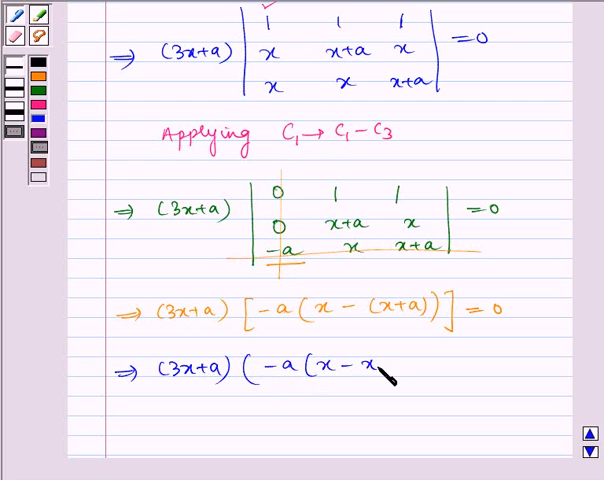 1 1 1
⇒ (3x+a) x x+a x =0
x x x+a
Applying C₁→ C₁-C₃
0 1 1
⇒ (3x+a) 0 x+a x =0
-a x x+a
⇒ (3x+a) [-a(x - (x+a))] = 0
⇒ (3x+a) (-a(x-x